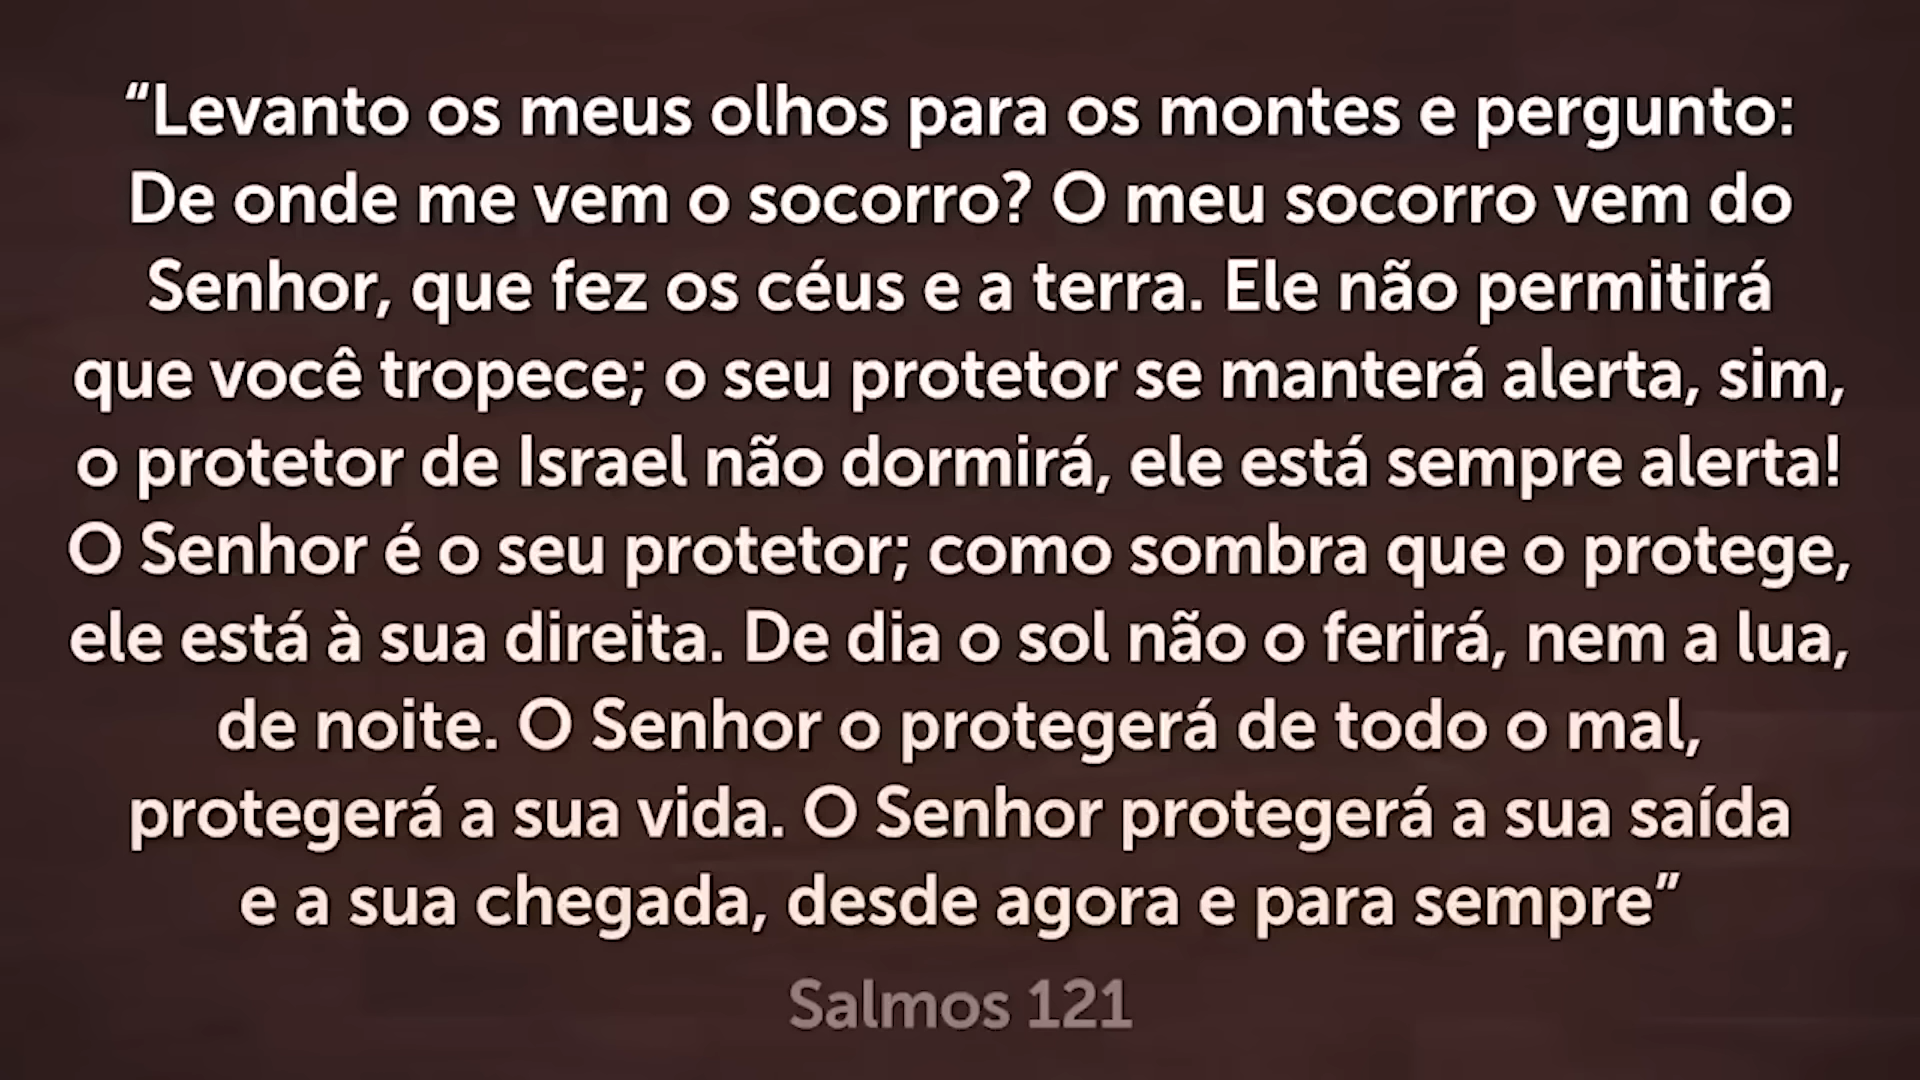 “Levanto os meus olhos para os montes e pergunto:
De onde me vem o socorro? O meu socorro vem do
Senhor, que fez os céus e a terra. Ele não permitirá
que você tropece; o seu protetor se manterá alerta, sim,
o protetor de Israel não dormirá, ele está sempre alerta!
O Senhor é o seu protetor; como sombra que o protege,
ele está à sua direita. De dia o sol não o ferirá, nem a lua,
de noite. O Senhor o protegerá de todo o mal,
protegerá a sua vida. O Senhor protegerá a sua saída
e a sua chegada, desde agora e para sempre”
Salmos 121